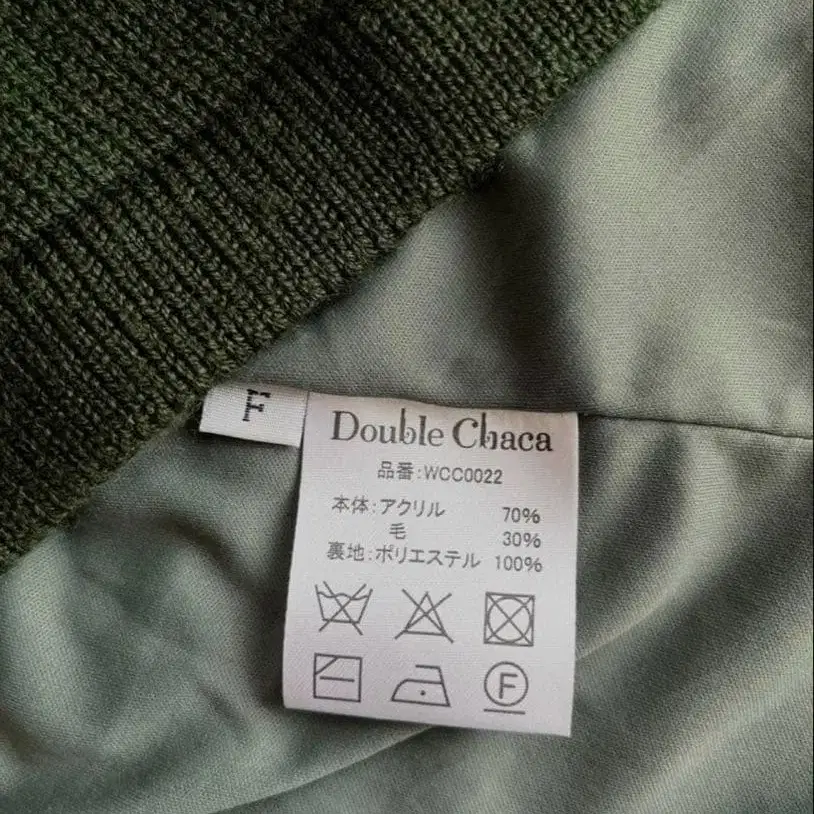 F
Double Chaca
品番:WCC0022
本体:アクリル 70%
毛 30%
裏地:ポリエステル 100%
F